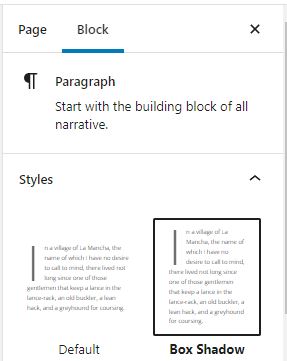 Page Block ×
¶ Paragraph
Start with the building block of all
narrative.
Styles
In a village of La Mancha, the
name of which I have no desire
to call to mind, there lived not
long since one of those
gentlemen that keep a lance in the
lance-rack, an old buckler, a lean
hack, and a greyhound for coursing.
In a village of La
Mancha, the name of
which I have no
desire to call to mind,
there lived not long since one
of those gentlemen that keep a
lance in the lance-rack, an old
buckler, a lean hack, and a
greyhound for coursing.
Default
Box Shadow